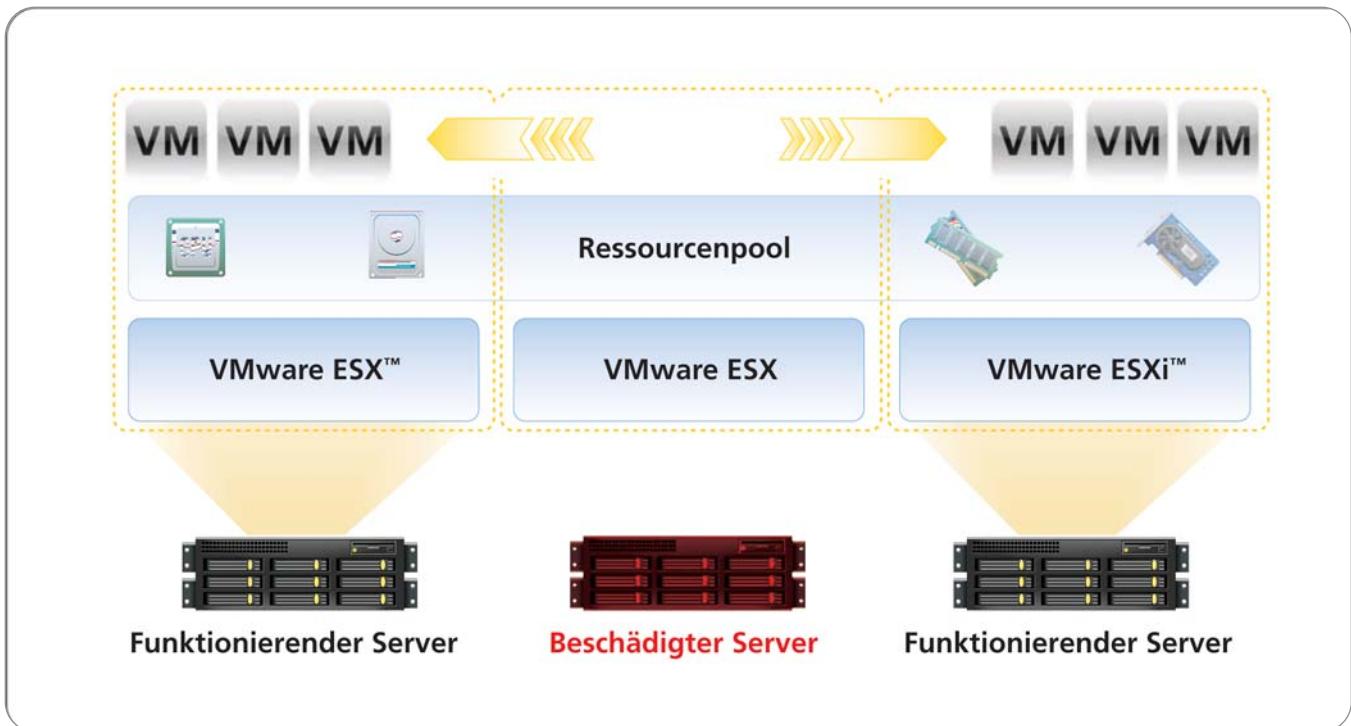 VM VM VM VM VM VM
Ressourcenpool
VMware ESX™ VMware ESX VMware ESXi™
Funktionierender Server Beschädigter Server Funktionierender Server